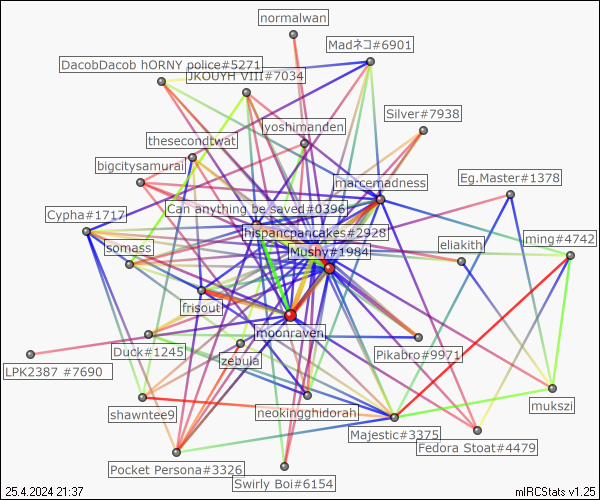 normalwan
Madネコ#6901
DacobDacob hORNY police#5271
JKOUYH VIII#7034
Silver#7938
yoshimanden
thesecondtwat
bigcitysamurai
marcemadness
Eg.Master#1378
Can anything be saved#0396
Cypha#1717
hispancpancakes#2928
ming#4742
eliakith
Mushy#1984
somass
frisout
moonraven
Duck#1245
zebula
Pikabro#9971
LPK2387 #7690
shawntee9
neokingghidorah
mukszi
Majestic#3375
Fedora Stoat#4479
Pocket Persona#3326
Swirly Boi#6154
25.4.2024 21:37
mIRCStats v1.25